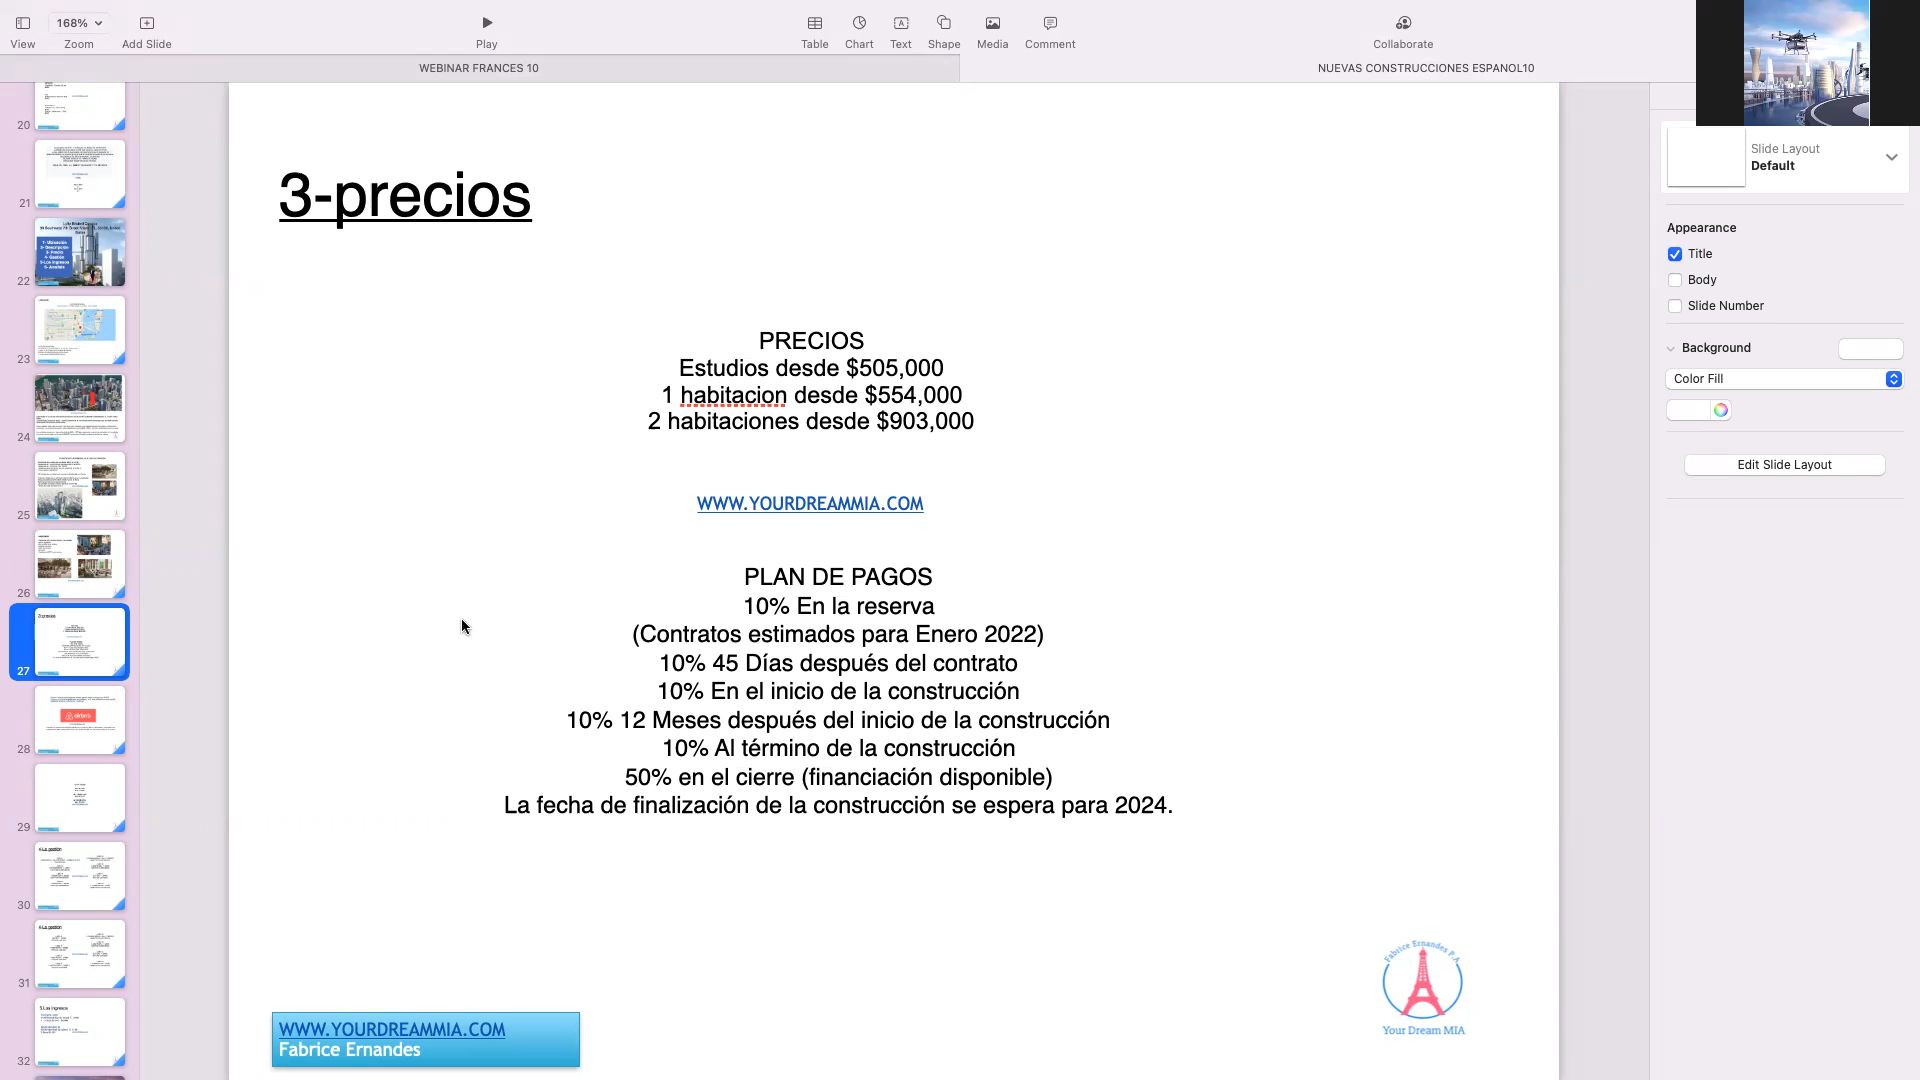 168%
View
Zoom
Add Slide
Play
Table
Chart
Text
Shape
Media
Comment
Collaborate
WEBINAR FRANCES 10
NUEVAS CONSTRUCCIONES ESPANOL10
20
21
22
23
24
25
26
27
28
29
30
31
32
3-precios
PRECIOS
Estudios desde $505,000
1 habitacion desde $554,000
2 habitaciones desde $903,000
WWW.YOURDREAMMIA.COM
PLAN DE PAGOS
10% En la reserva
(Contratos estimados para Enero 2022)
10% 45 Días después del contrato
10% En el inicio de la construcción
10% 12 Meses después del inicio de la construcción
10% Al término de la construcción
50% en el cierre (financiación disponible)
La fecha de finalización de la construcción se espera para 2024.
WWW.YOURDREAMMIA.COM
Fabrice Ernandes
Fabrice Ernandes P.A
Your Dream MIA
Slide Layout
Default
Appearance
Title
Body
Slide Number
Background
Color Fill
Edit Slide Layout